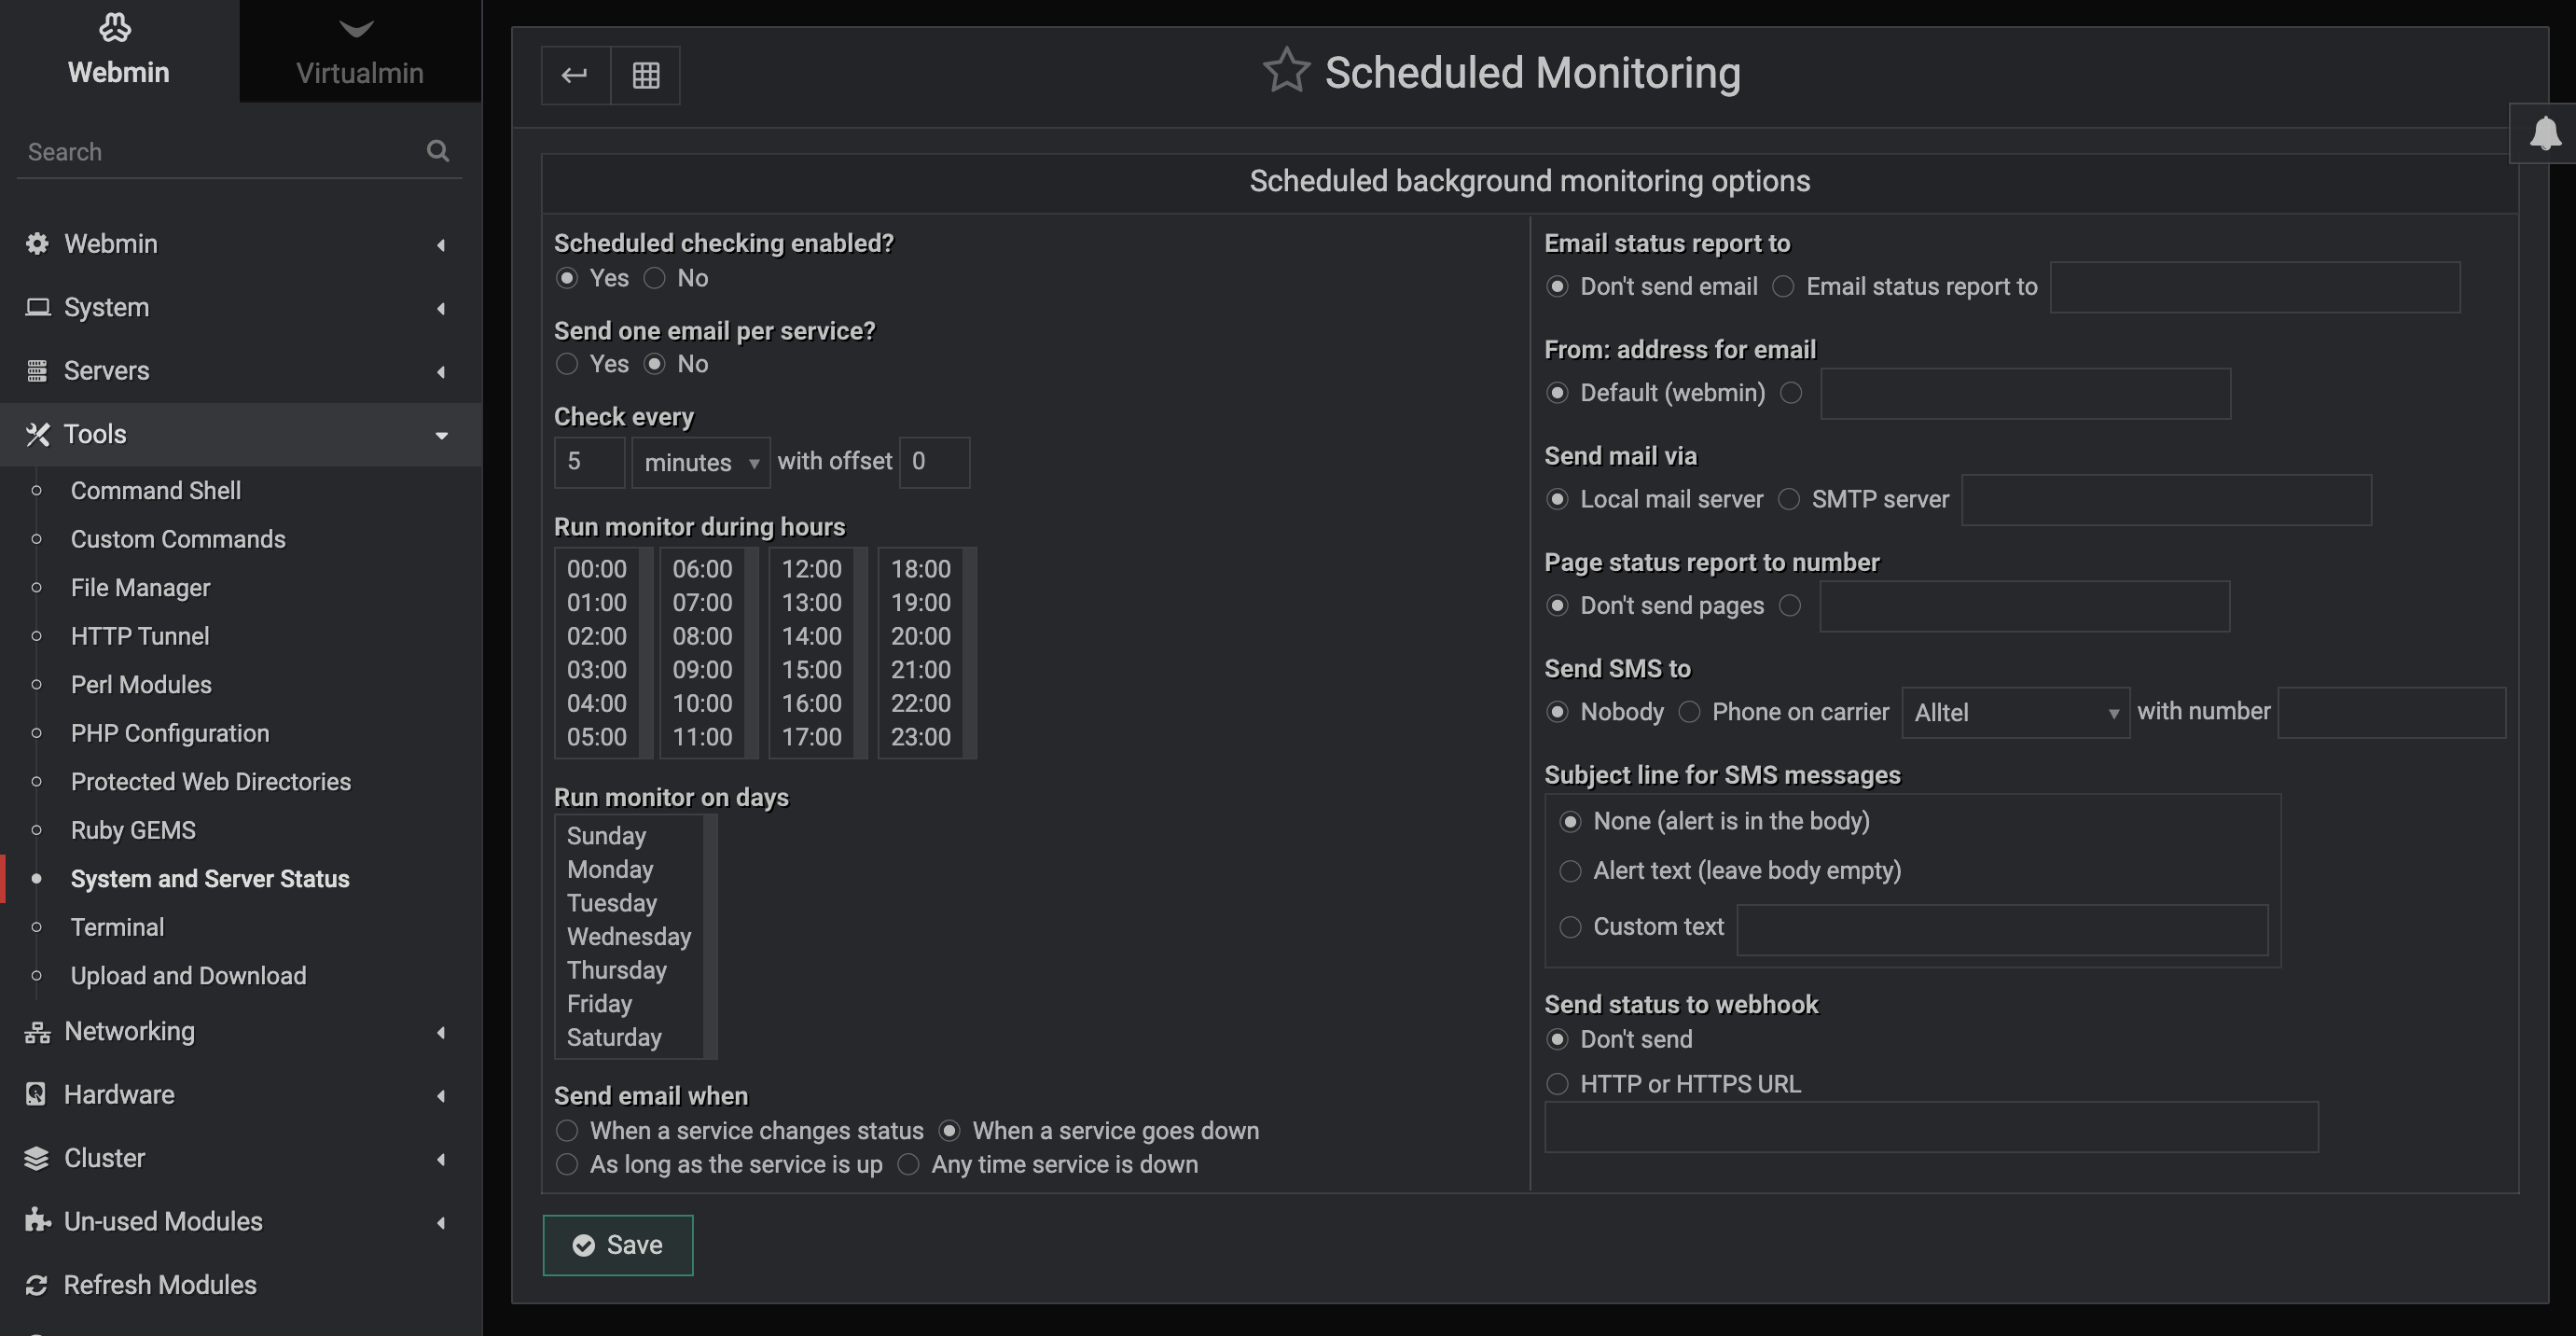 Webmin
Virtualmin
Search
Webmin
System
Servers
Tools
Command Shell
Custom Commands
File Manager
HTTP Tunnel
Perl Modules
PHP Configuration
Protected Web Directories
Ruby GEMS
System and Server Status
Terminal
Upload and Download
Networking
Hardware
Cluster
Un-used Modules
Refresh Modules
Scheduled Monitoring
Scheduled background monitoring options
Scheduled checking enabled?
Yes No
Send one email per service?
Yes No
Check every
5 minutes with offset 0
Run monitor during hours
00:00 06:00 12:00 18:00
01:00 07:00 13:00 19:00
02:00 08:00 14:00 20:00
03:00 09:00 15:00 21:00
04:00 10:00 16:00 22:00
05:00 11:00 17:00 23:00
Run monitor on days
Sunday
Monday
Tuesday
Wednesday
Thursday
Friday
Saturday
Send email when
When a service changes status When a service goes down
As long as the service is up Any time service is down
Email status report to
Don't send email Email status report to
From: address for email
Default (webmin)
Send mail via
Local mail server SMTP server
Page status report to number
Don't send pages
Send SMS to
Nobody Phone on carrier Alltel with number
Subject line for SMS messages
None (alert is in the body)
Alert text (leave body empty)
Custom text
Send status to webhook
Don't send
HTTP or HTTPS URL
Save